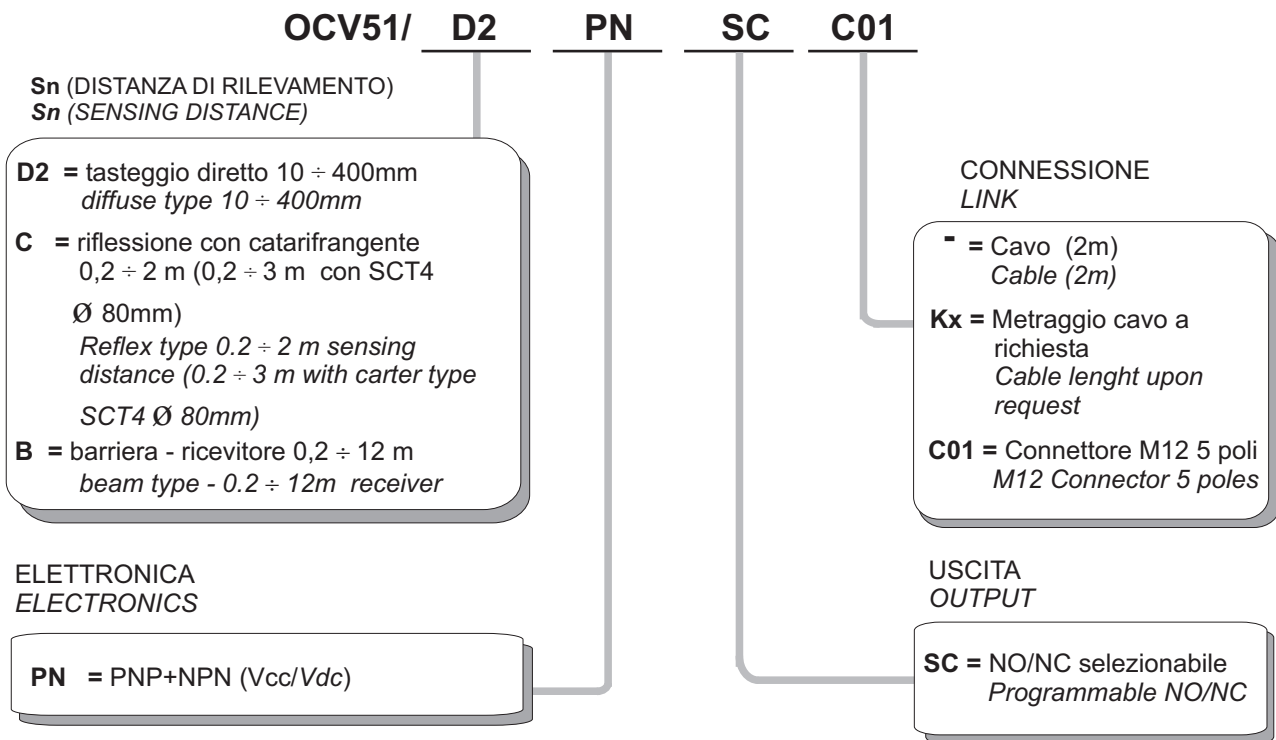 OCV51/ D2 PN SC C01
Sn (DISTANZA DI RILEVAMENTO)
Sn (SENSING DISTANCE)
D2 = tasteggio diretto 10 ÷ 400mm
diffuse type 10 ÷ 400mm
C = riflessione con catarifrangente
0,2 ÷ 2 m (0,2 ÷ 3 m con SCT4
Ø 80mm)
Reflex type 0.2 ÷ 2 m sensing
distance (0.2 ÷ 3 m with carter type
SCT4 Ø 80mm)
B = barriera - ricevitore 0,2 ÷ 12 m
beam type - 0.2 ÷ 12m receiver
CONNESSIONE
LINK
- = Cavo (2m)
Cable (2m)
Kx = Metraggio cavo a
richiesta
Cable lenght upon
request
C01 = Connettore M12 5 poli
M12 Connector 5 poles
ELETTRONICA
ELECTRONICS
PN = PNP+NPN (Vcc/Vdc)
USCITA
OUTPUT
SC = NO/NC selezionabile
Programmable NO/NC